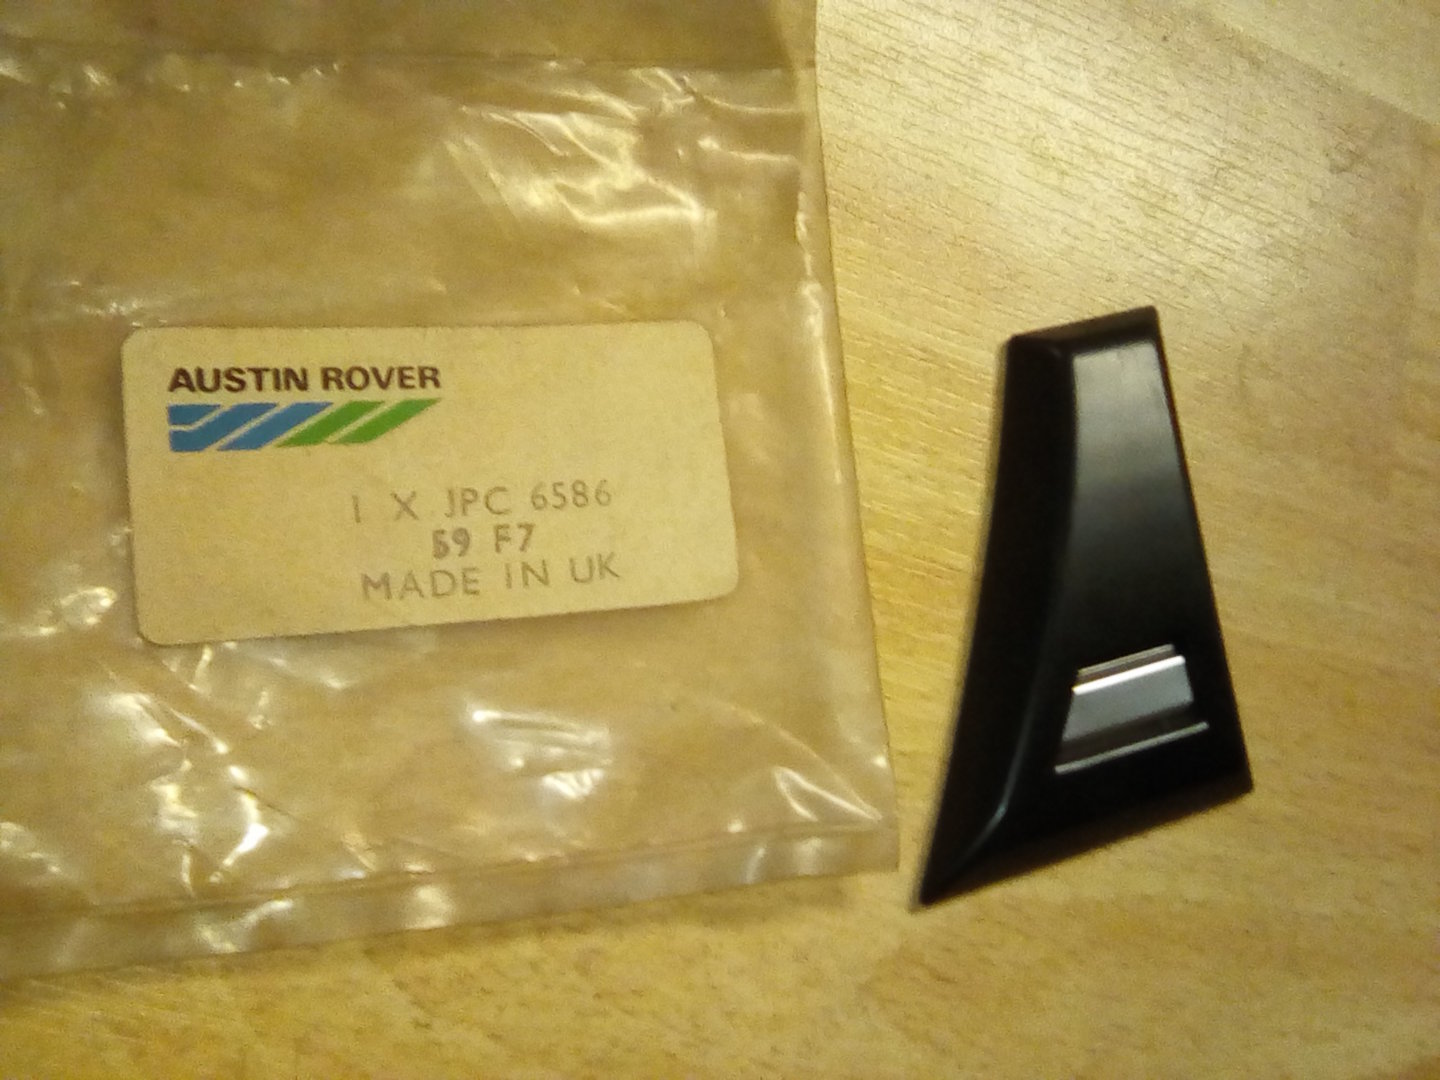 AUSTIN ROVER
1 X JPC 6586
59 F7
MADE IN UK